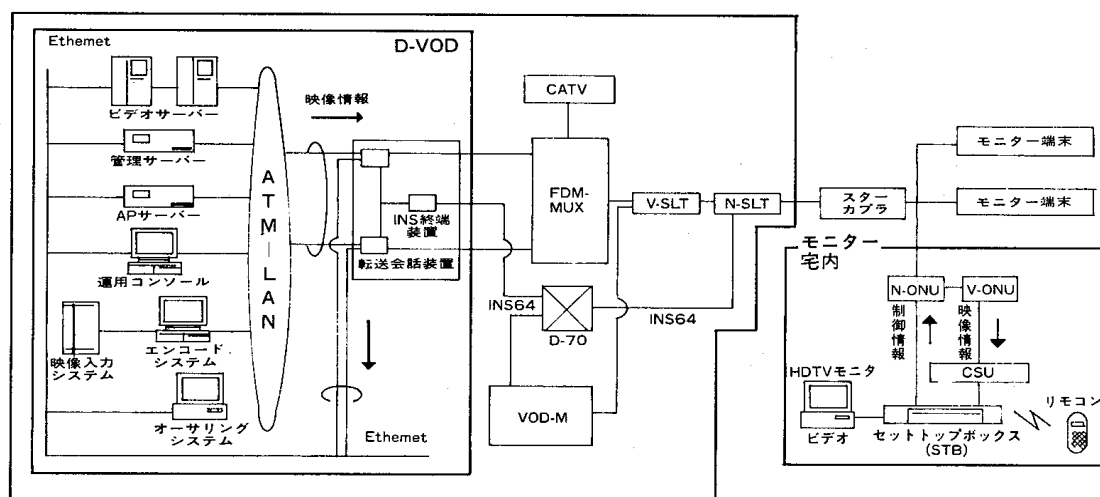 Ethemet
D-VOD
ビデオサーバー
管理サーバー
APサーバー
運用コンソール
映像入力
システム
エンコード
システム
オーサリング
システム
ATM-LAN
映像情報
INS終端
装置
転送会話装置
Ethemet
CATV
FDM-
MUX
V-SLT
N-SLT
INS64
D-70
INS64
VOD-M
スター
カプラ
モニター端末
モニター端末
モニター
宅内
N-ONU
V-ONU
制御情報
映像情報
CSU
HDTVモニタ
ビデオ
セットトップボックス
(STB)
リモコン